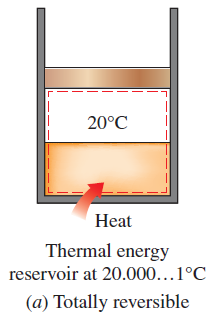 20°C
Heat
Thermal energy
reservoir at 20.000...1°C
(a) Totally reversible